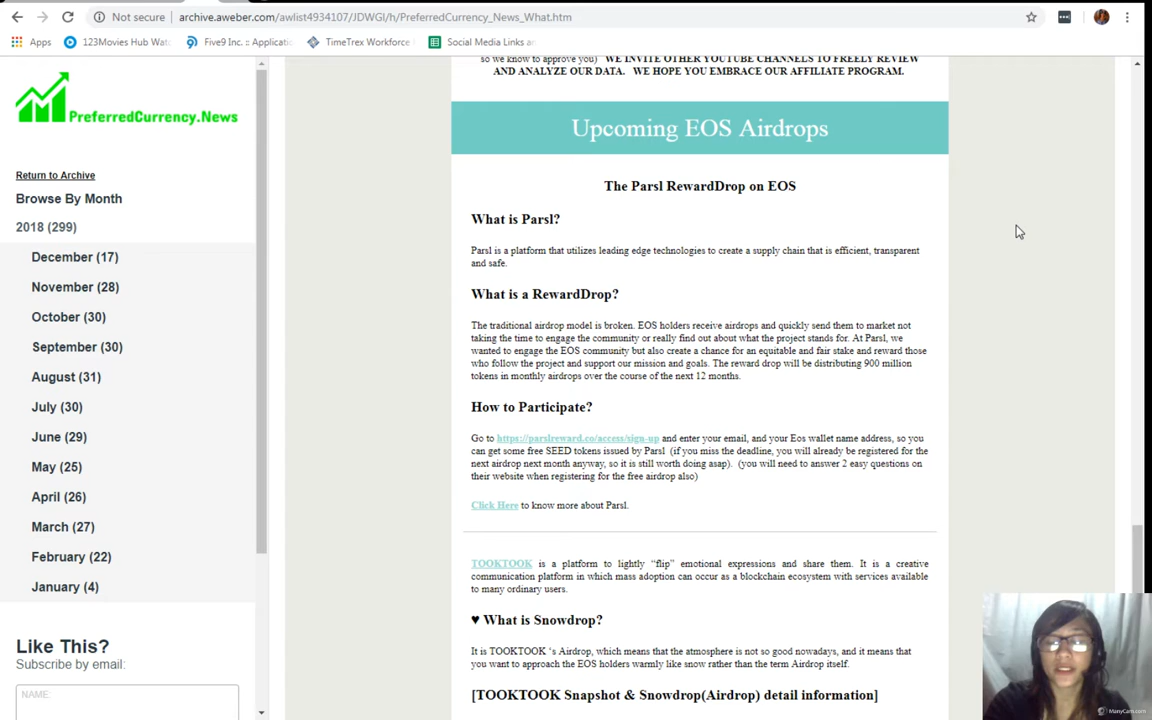 Not secure
archive.aweber.com/awlist4934107/JDWGI/h/PreferredCurrency_News_What.htm
Apps
123Movies Hub Wat
Five9 Inc. :: Applicati
TimeTrex Workforce
Social Media Links an
PreferredCurrency.News
Return to Archive
Browse By Month
2018 (299)
December (17)
November (28)
October (30)
September (30)
August (31)
July (30)
June (29)
May (25)
April (26)
March (27)
February (22)
January (4)
Like This?
Subscribe by email:
NAME:
so we know to approve you) WE INVITE OTHER YOUTUBE CHANNELS TO FREELY REVIEW
AND ANALYZE OUR DATA. WE HOPE YOU EMBRACE OUR AFFILIATE PROGRAM.
Upcoming EOS Airdrops
The Parsl RewardDrop on EOS
What is Parsl?
Parsl is a platform that utilizes leading edge technologies to create a supply chain that is efficient, transparent
and safe.
What is a RewardDrop?
The traditional airdrop model is broken. EOS holders receive airdrops and quickly send them to market not
taking the time to engage the community or really find out about what the project stands for. At Parsl, we
wanted to engage the EOS community but also create a chance for an equitable and fair stake and reward those
who follow the project and support our mission and goals. The reward drop will be distributing 900 million
tokens in monthly airdrops over the course of the next 12 months.
How to Participate?
Go to https://parslreward.co/access/sign-up and enter your email, and your Eos wallet name address, so you
can get some free SEED tokens issued by Parsl (if you miss the deadline, you will already be registered for the
next airdrop next month anyway, so it is still worth doing asap). (you will need to answer 2 easy questions on
their website when registering for the free airdrop also)
Click Here to know more about Parsl.
TOOKTOOK is a platform to lightly “flip” emotional expressions and share them. It is a creative
communication platform in which mass adoption can occur as a blockchain ecosystem with services available
to many ordinary users.
♥ What is Snowdrop?
It is TOOKTOOK ‘s Airdrop, which means that the atmosphere is not so good nowadays, and it means that
you want to approach the EOS holders warmly like snow rather than the term Airdrop itself.
[TOOKTOOK Snapshot & Snowdrop(Airdrop) detail information]
ManyCam.com